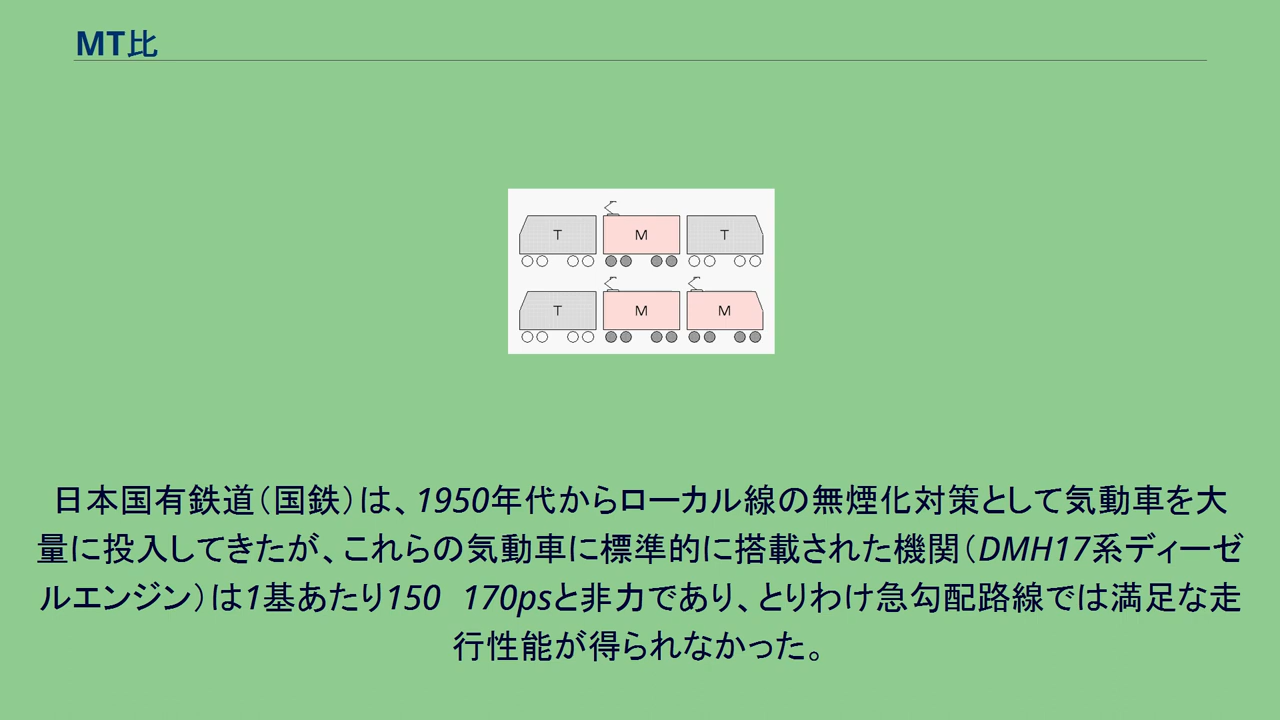 MT比
T M T
T M M
日本国有鉄道（国鉄）は、1950年代からローカル線の無煙化対策として気動車を大
量に投入してきたが、これらの気動車に標準的に搭載された機関（DMH17系ディーゼ
ルエンジン）は1基あたり150 170psと非力であり、とりわけ急勾配路線では満足な走
行性能が得られなかった。